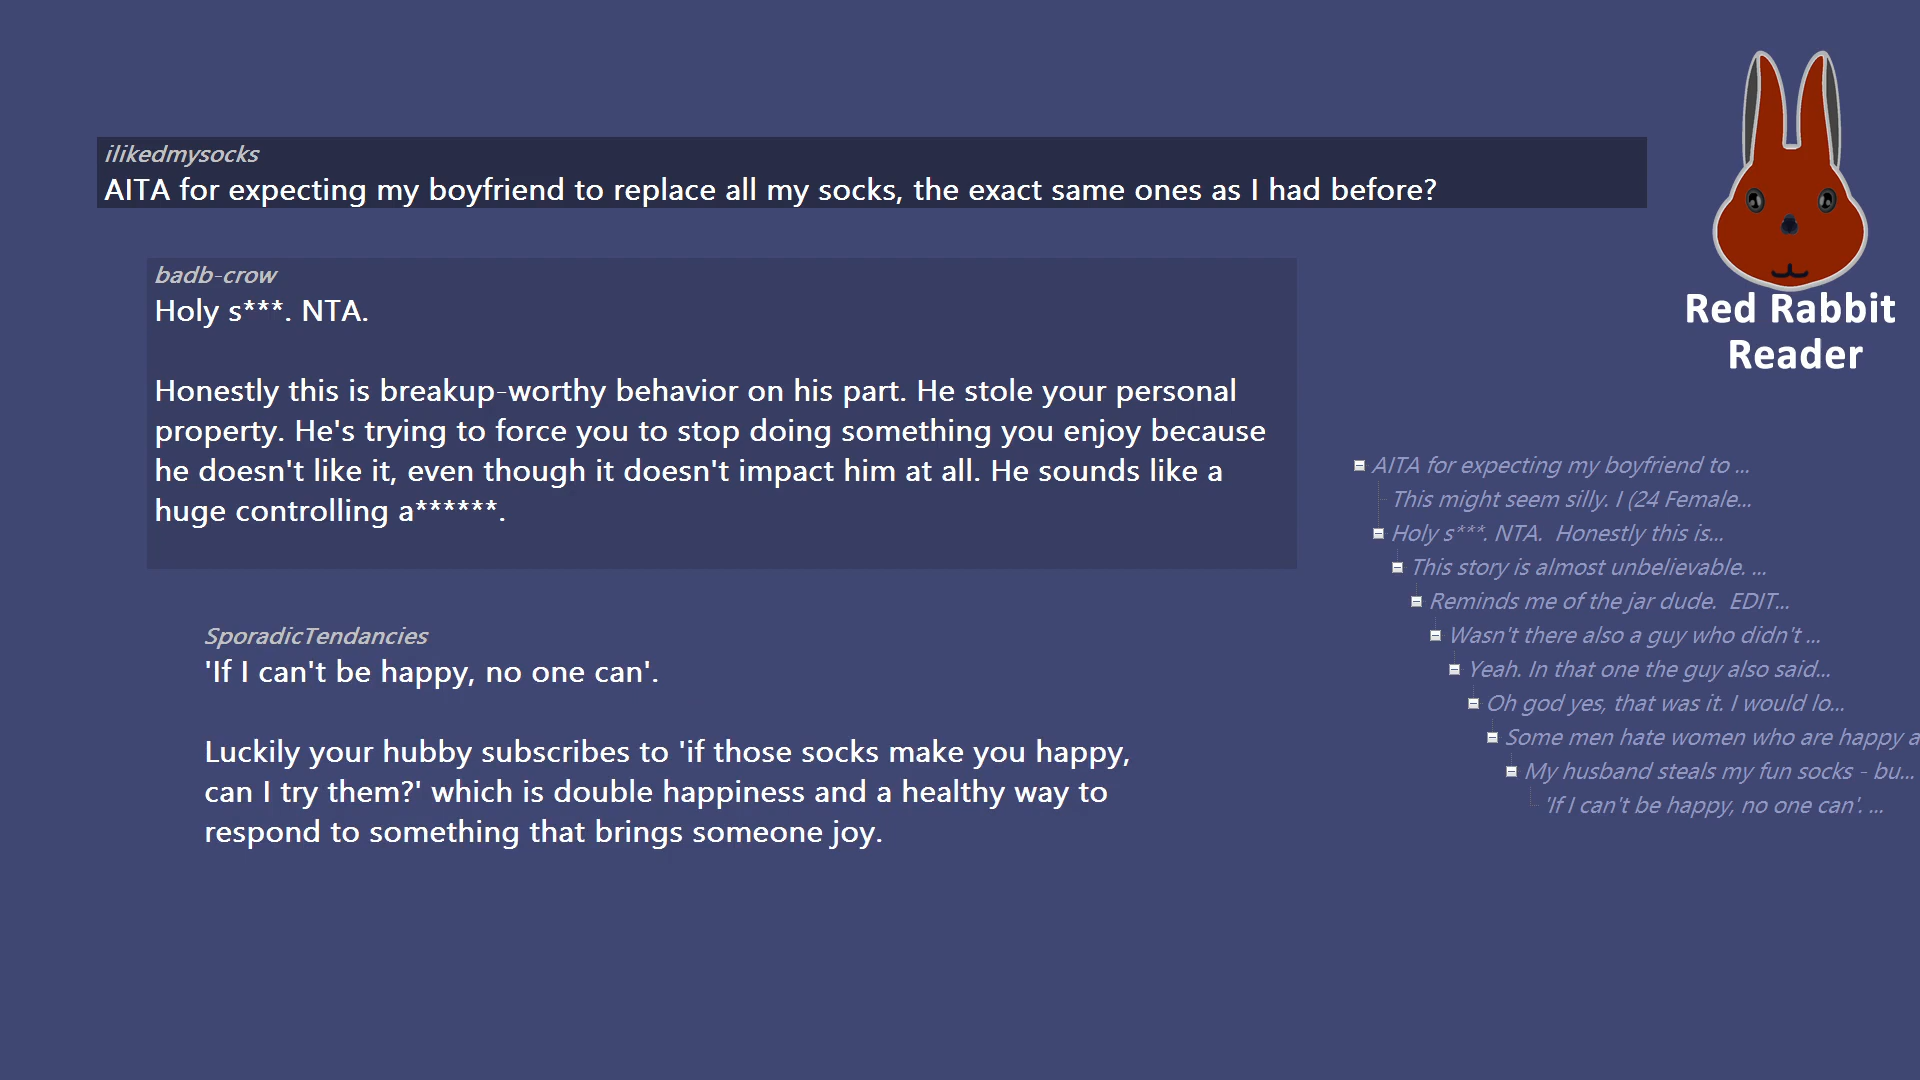 ilikedmysocks
AITA for expecting my boyfriend to replace all my socks, the exact same ones as I had before?
badb-crow
Holy s***. NTA.
Honestly this is breakup-worthy behavior on his part. He stole your personal
property. He's trying to force you to stop doing something you enjoy because
he doesn't like it, even though it doesn't impact him at all. He sounds like a
huge controlling a******.
SporadicTendancies
'If I can't be happy, no one can'.
Luckily your hubby subscribes to 'if those socks make you happy,
can I try them?' which is double happiness and a healthy way to
respond to something that brings someone joy.
Red Rabbit
Reader
AITA for expecting my boyfriend to ...
This might seem silly. I (24 Female...
Holy s***. NTA.  Honestly this is...
This story is almost unbelievable. ...
Reminds me of the jar dude.  EDIT...
Wasn't there also a guy who didn't ...
Yeah. In that one the guy also said...
Oh god yes, that was it. I would lo...
Some men hate women who are happy a
My husband steals my fun socks - bu...
'If I can't be happy, no one can'. ...